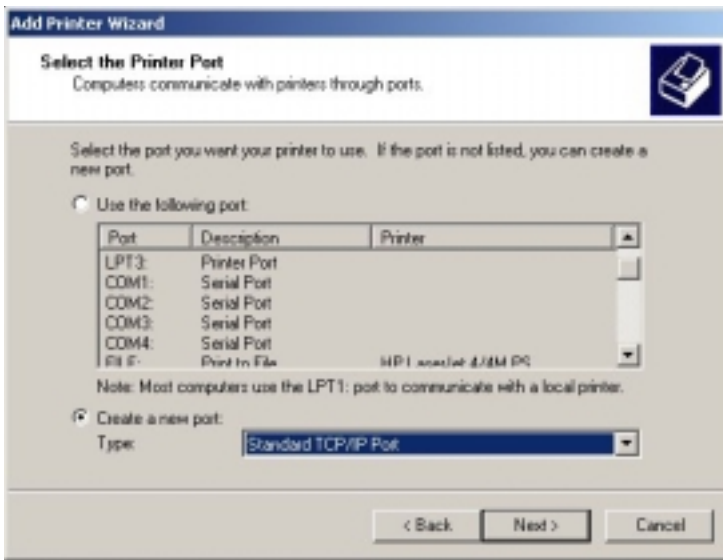 Add Printer Wizard
Select the Printer Port
Computers communicate with printers through ports.
Select the port you want your printer to use. If the port is not listed, you can create a
new port.
Use the following port:
Port Description Printer
LPT3: Printer Port
COM1: Serial Port
COM2: Serial Port
COM3: Serial Port
COM4: Serial Port
FILE: Print to File HP LaserJet 4/4M PS
Note: Most computers use the LPT1: port to communicate with a local printer.
Create a new port:
Type: Standard TCP/IP Port
< Back Next > Cancel